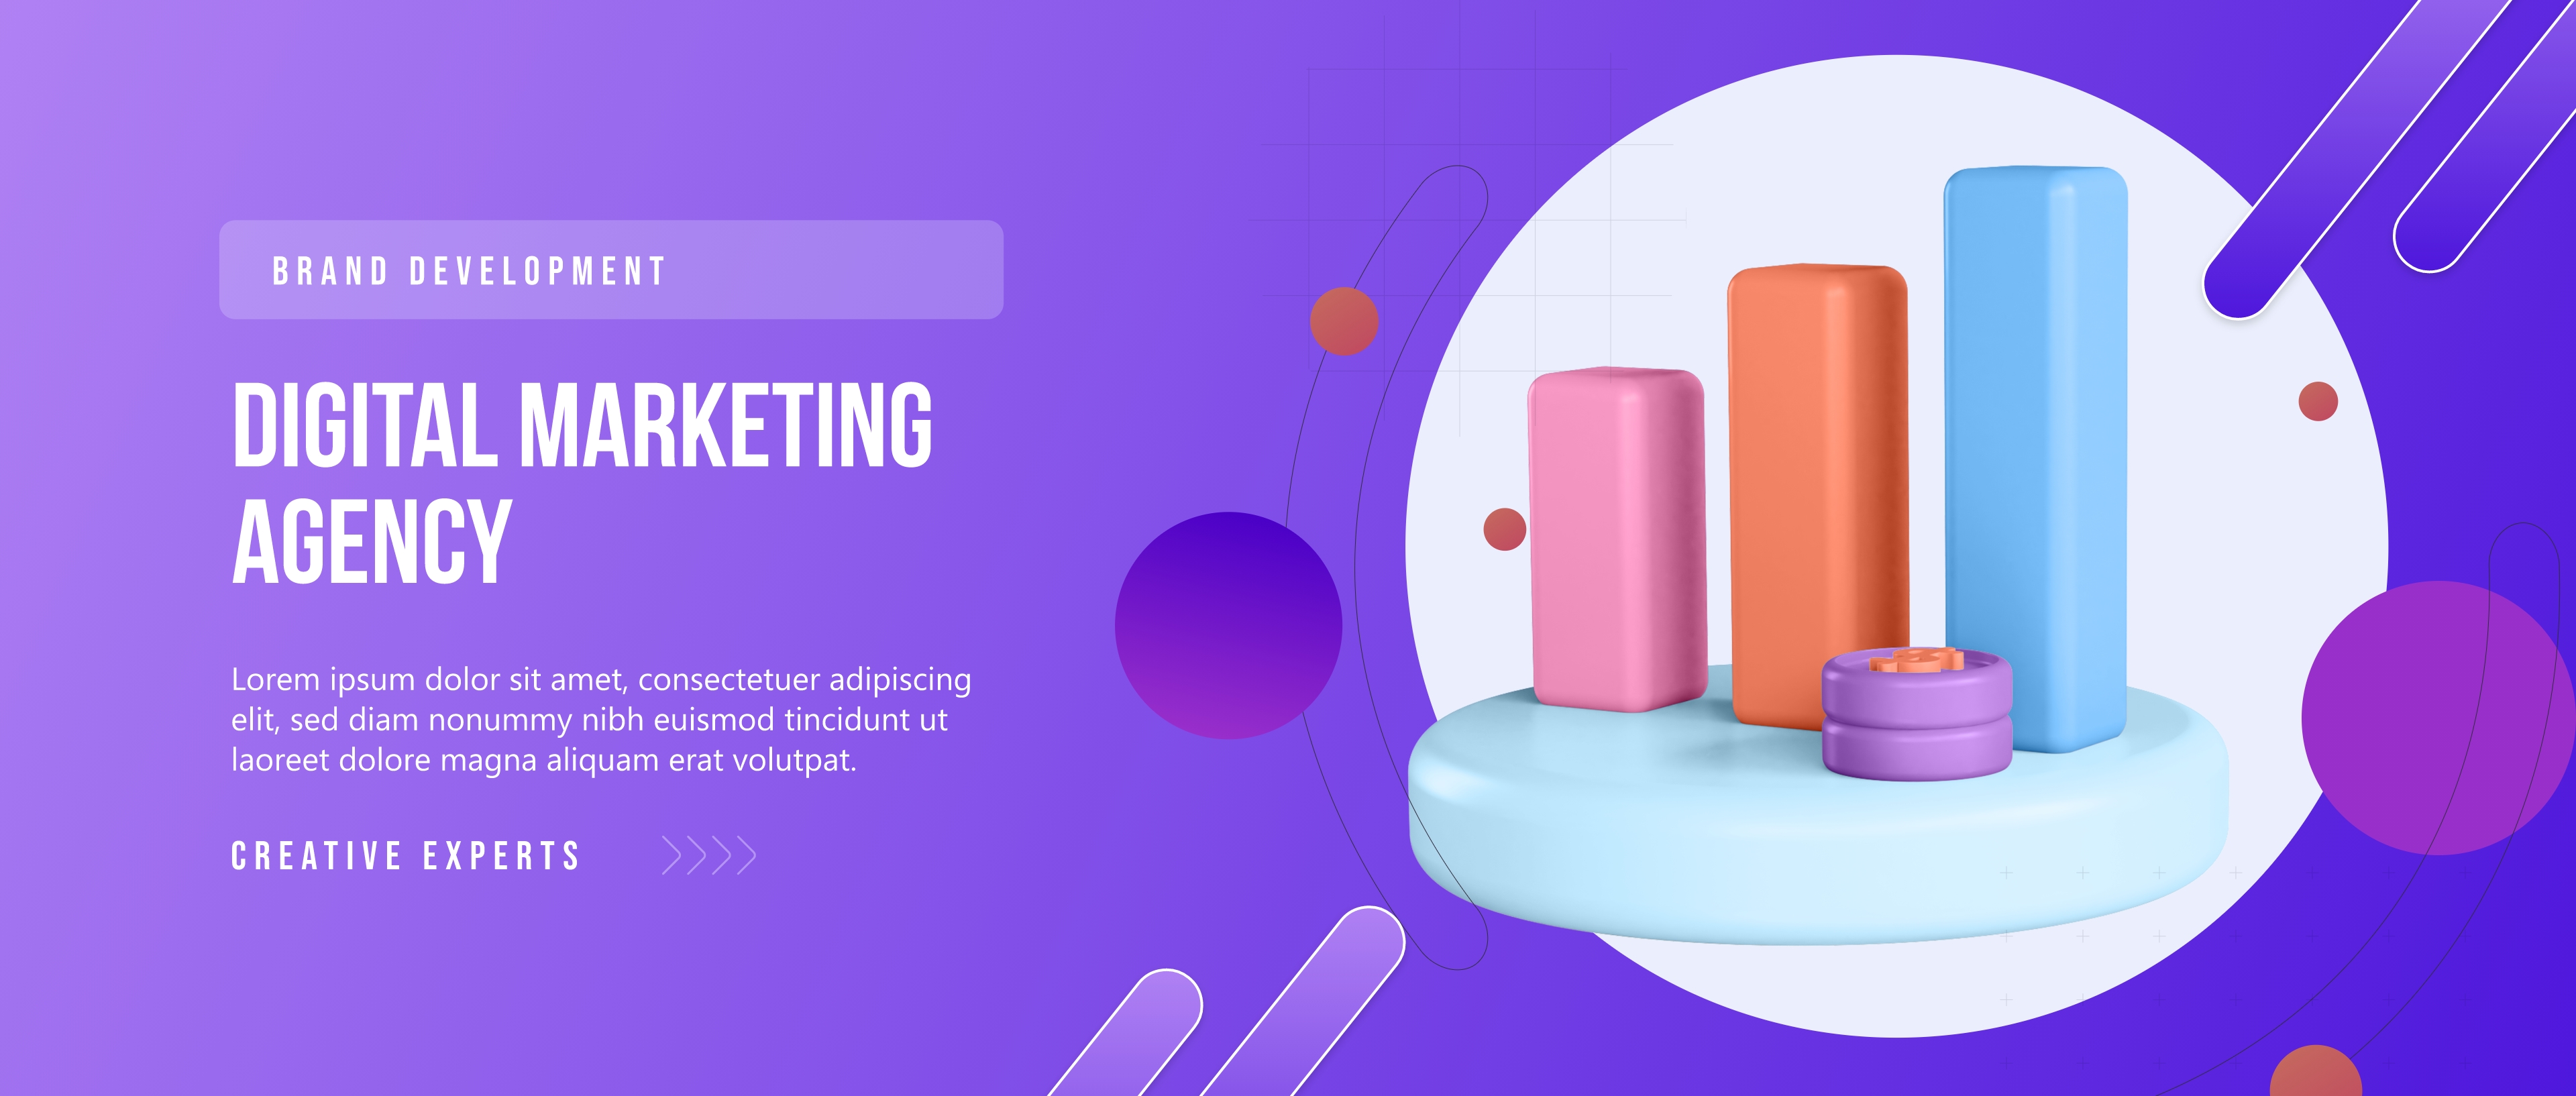 BRAND DEVELOPMENT
DIGITAL MARKETING
AGENCY
Lorem ipsum dolor sit amet, consectetuer adipiscing
elit, sed diam nonummy nibh euismod tincidunt ut
laoreet dolore magna aliquam erat volutpat.
CREATIVE EXPERTS